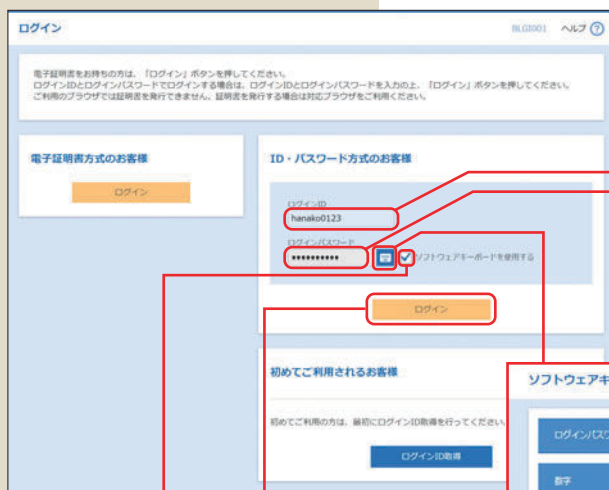 ログイン
BLGI001 ヘルプ ?
電子証明書をお持ちの方は、「ログイン」ボタンを押してください。
ログインIDとログインパスワードでログインする場合は、ログインIDとログインパスワードを入力の上、「ログイン」ボタンを押してください。
ご利用のブラウザでは証明書を発行できません。証明書を発行する場合は対応ブラウザをご利用ください。
電子証明書方式のお客様
ログイン
ID・パスワード方式のお客様
ログインID
hanako0123
ログインパスワード
••••••••••
ソフトウェアキーボードを使用する
ログイン
初めてご利用されるお客様
初めてご利用の方は、最初にログインID取得を行ってください
ログインID取得
ソフトウェアキ
ログインパスワ
数字